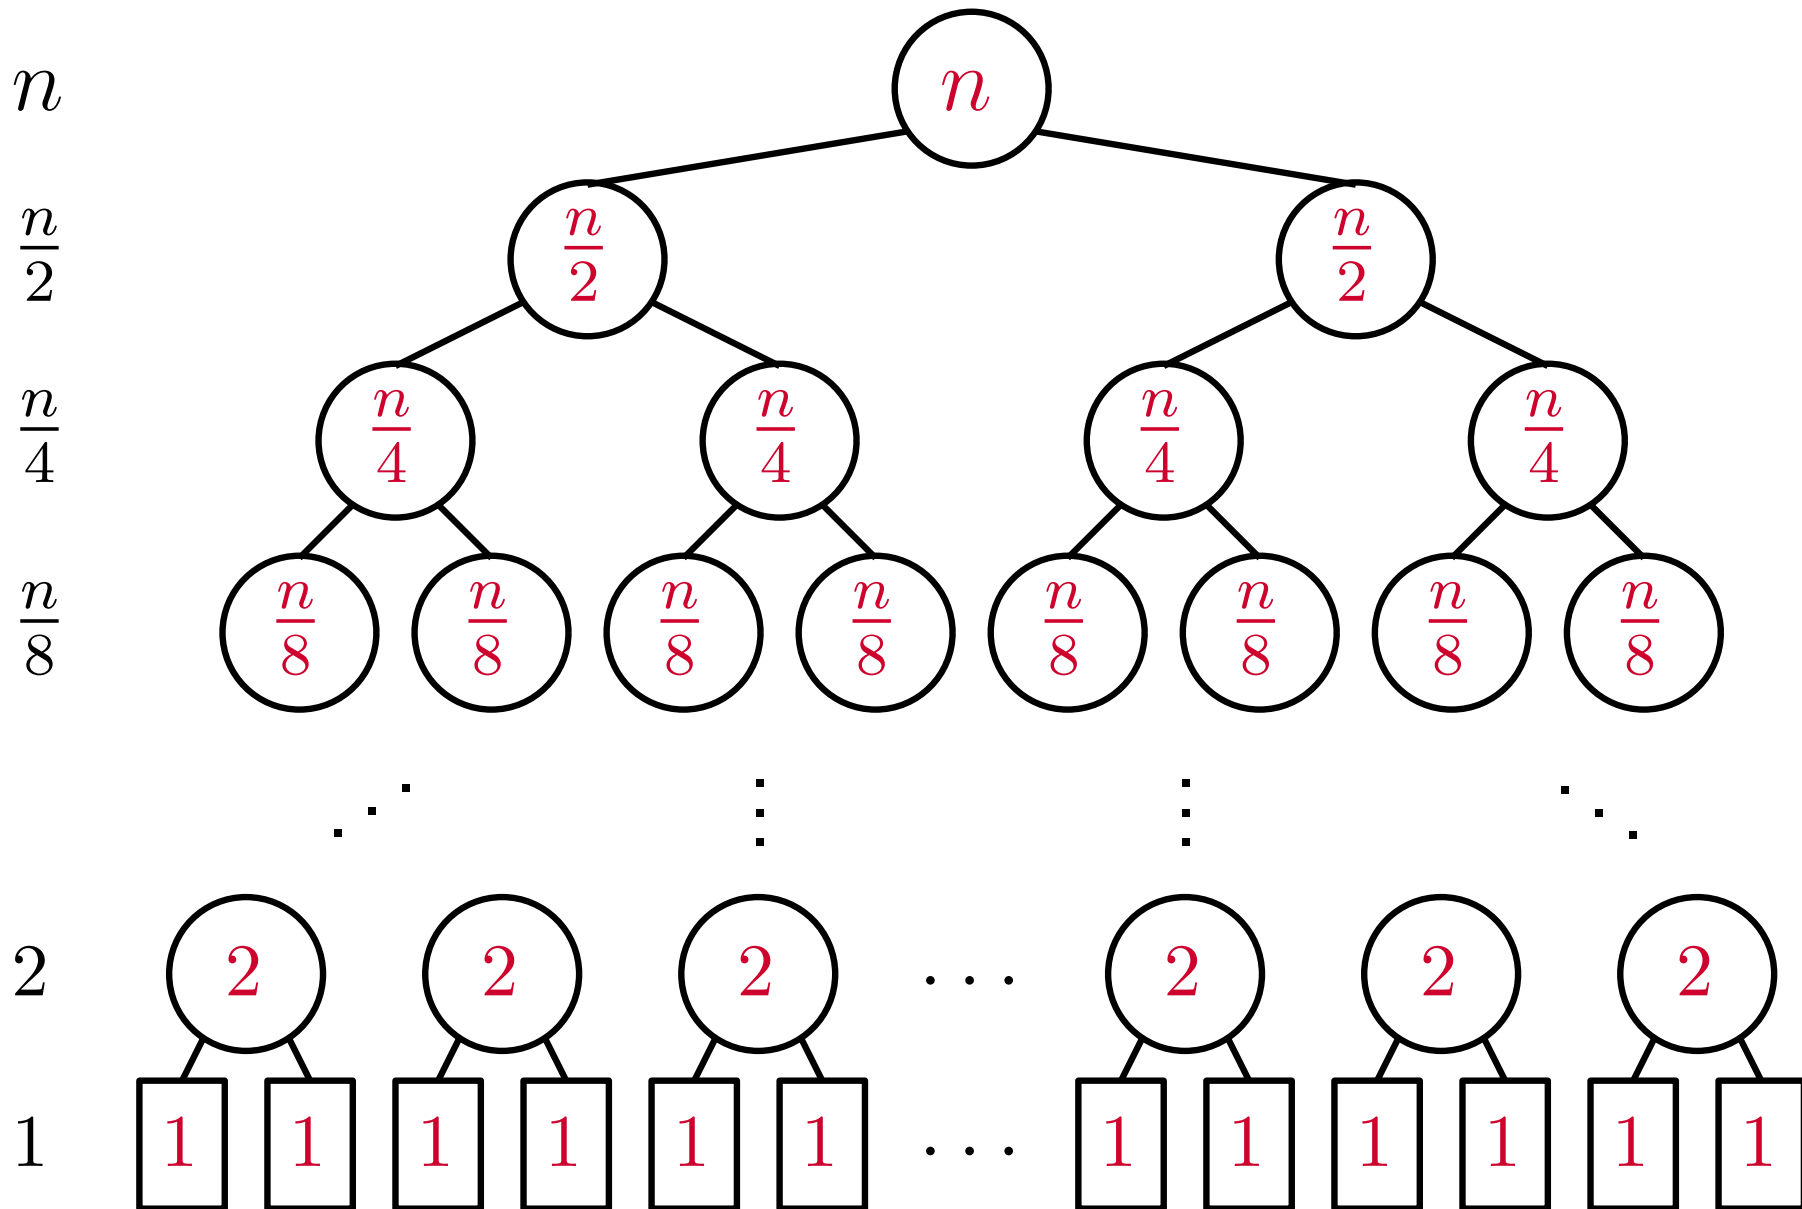 n n
n/2 n/2 n/2
n/4 n/4 n/4 n/4 n/4
n/8 n/8 n/8 n/8 n/8 n/8 n/8 n/8 n/8
2 2 2 2 ... 2 2 2
1 1 1 1 1 1 1 ... 1 1 1 1 1 1